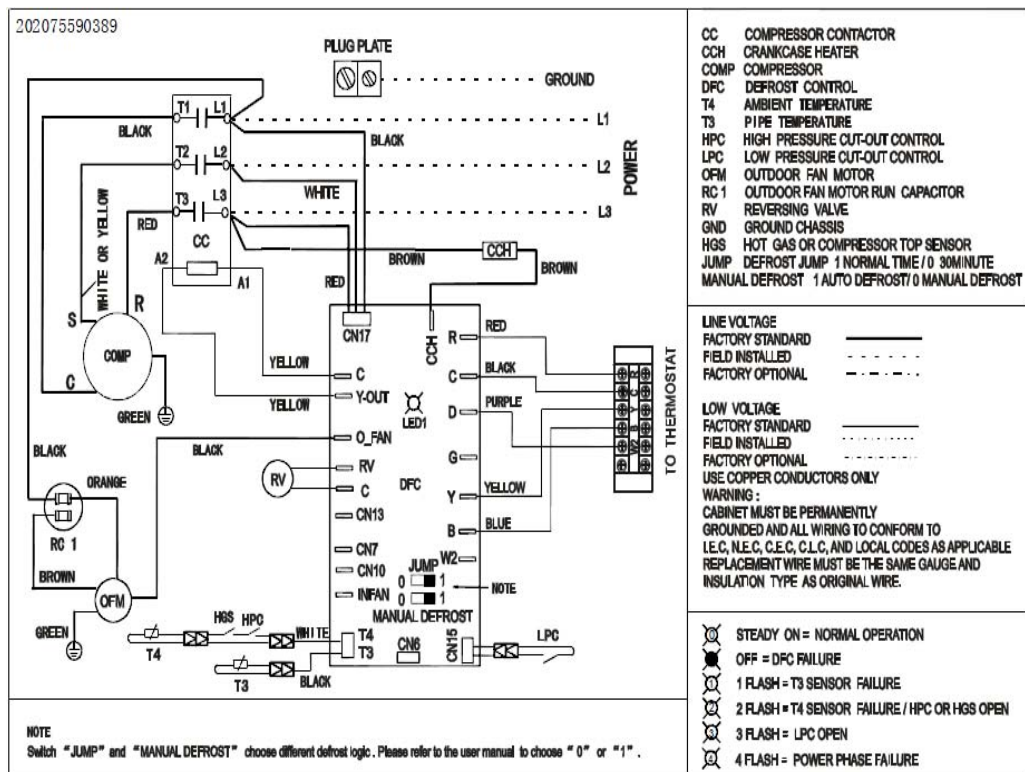 202075590389
PLUG PLATE
GROUND
T1 L1
BLACK
BLACK
L1
T2 L2
WHITE
L2
POWER
T3 L3
RED
L3
CC
WHITE OR YELLOW
A2
A1
BROWN
CCH
BROWN
RED
S
R
COMP
C
GREEN
CN17
CCH
YELLOW
C
YELLOW
Y-OUT
LED1
BLACK
O_FAN
RV
RV
C
DFC
CN13
CN7
CN10
INFAN
JUMP
0 1
0 1
MANUAL DEFROST
NOTE
R
RED
C
BLACK
D
PURPLE
G
Y
YELLOW
B
BLUE
W2
R
C
Y
B
W2
TO THERMOSTAT
BLACK
ORANGE
RC 1
BROWN
OFM
GREEN
HGS HPC
WHITE
T4
T4
T3
T3
BLACK
CN6
CN15
LPC
NOTE
Switch “JUMP” and “MANUAL DEFROST” choose different defrost logic. Please refer to the user manual to choose “0” or “1”.
CC COMPRESSOR CONTACTOR
CCH CRANKCASE HEATER
COMP COMPRESSOR
DFC DEFROST CONTROL
T4 AMBIENT TEMPERATURE
T3 PIPE TEMPERATURE
HPC HIGH PRESSURE CUT-OUT CONTROL
LPC LOW PRESSURE CUT-OUT CONTROL
OFM OUTDOOR FAN MOTOR
RC 1 OUTDOOR FAN MOTOR RUN CAPACITOR
RV REVERSING VALVE
GND GROUND CHASSIS
HGS HOT GAS OR COMPRESSOR TOP SENSOR
JUMP DEFROST JUMP 1 NORMAL TIME / 0 30MINUTE
MANUAL DEFROST 1 AUTO DEFROST/ 0 MANUAL DEFROST
LINE VOLTAGE
FACTORY STANDARD
FIELD INSTALLED
FACTORY OPTIONAL
LOW VOLTAGE
FACTORY STANDARD
FIELD INSTALLED
FACTORY OPTIONAL
USE COPPER CONDUCTORS ONLY
WARNING :
CABINET MUST BE PERMANENTLY
GROUNDED AND ALL WIRING TO CONFORM TO
I.E.C, N.E.C, C.E.C, C.L.C, AND LOCAL CODES AS APPLICABLE
REPLACEMENT WIRE MUST BE THE SAME GAUGE AND
INSULATION TYPE AS ORIGINAL WIRE.
0 STEADY ON = NORMAL OPERATION
OFF = DFC FAILURE
1 1 FLASH = T3 SENSOR FAILURE
2 2 FLASH = T4 SENSOR FAILURE / HPC OR HGS OPEN
3 3 FLASH = LPC OPEN
4 4 FLASH = POWER PHASE FAILURE